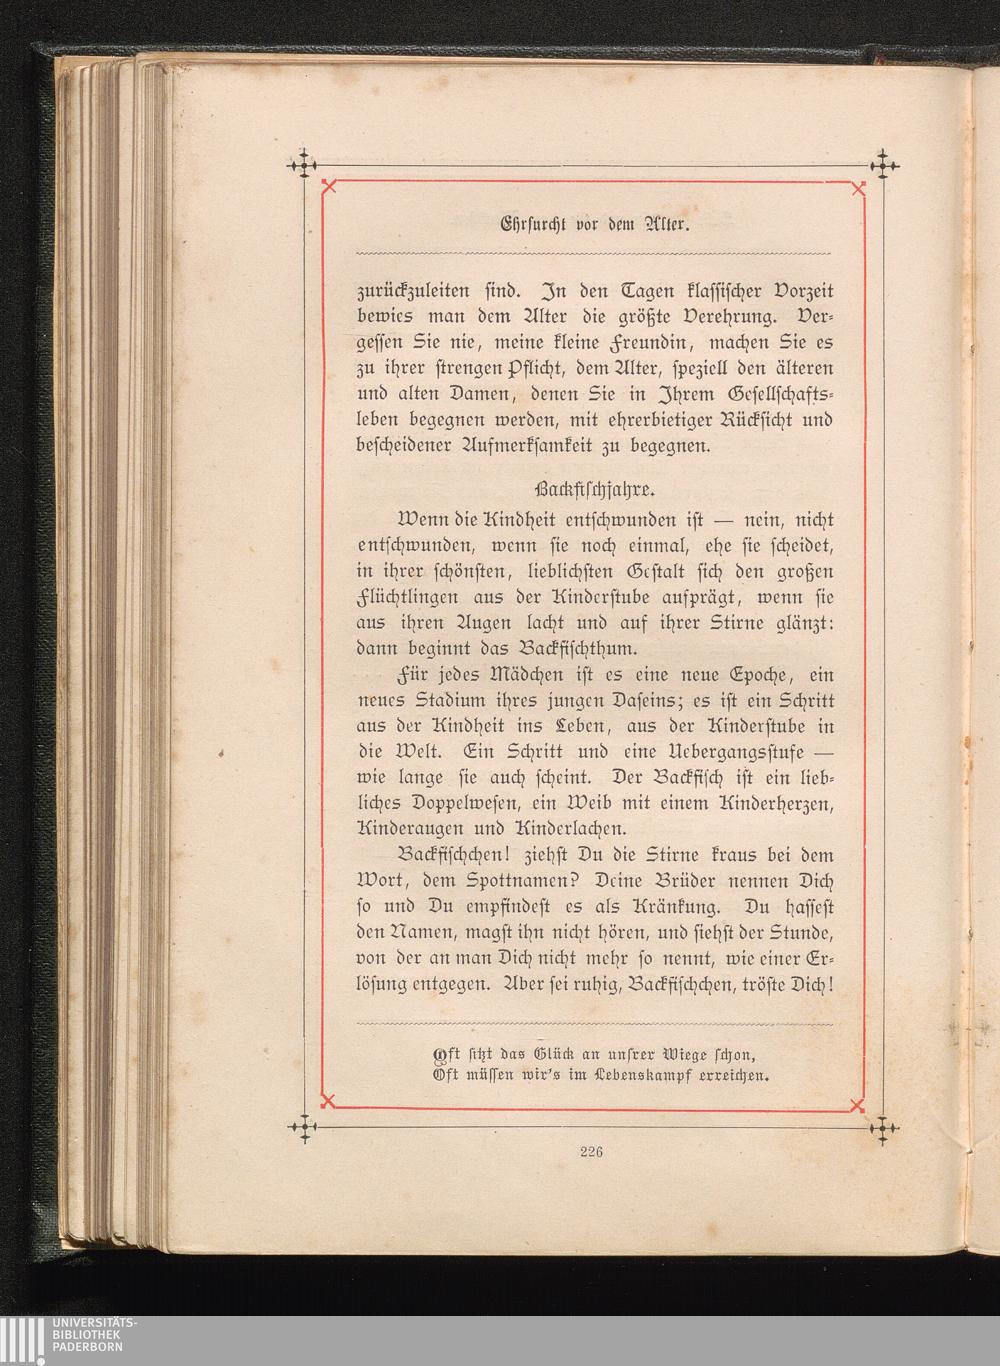 Ehrfurcht vor dem Alter.
zurückzuleiten sind. In den Tagen klassischer Vorzeit
bewies man dem Alter die größte Verehrung. Ver-
gessen Sie nie, meine kleine Freundin, machen Sie es
zu ihrer strengen Pflicht, dem Alter, speziell den älteren
und alten Damen, denen Sie in Ihrem Gesellschafts-
leben begegnen werden, mit ehrerbietiger Rücksicht und
bescheidener Aufmerksamkeit zu begegnen.
Backfischjahre.
Wenn die Kindheit entschwunden ist — nein, nicht
entschwunden, wenn sie noch einmal, ehe sie scheidet,
in ihrer schönsten, lieblichsten Gestalt sich den großen
Flüchtlingen aus der Kinderstube aufprägt, wenn sie
aus ihren Augen lacht und auf ihrer Stirne glänzt:
dann beginnt das Backfischthum.
Für jedes Mädchen ist es eine neue Epoche, ein
neues Stadium ihres jungen Daseins; es ist ein Schritt
aus der Kindheit ins Leben, aus der Kinderstube in
die Welt. Ein Schritt und eine Uebergangsstufe —
wie lange sie auch scheint. Der Backfisch ist ein lieb-
liches Doppelwesen, ein Weib mit einem Kinderherzen,
Kinderaugen und Kinderlachen.
Backfischchen! ziehst Du die Stirne kraus bei dem
Wort, dem Spottnamen? Deine Brüder nennen Dich
so und Du empfindest es als Kränkung. Du hassest
den Namen, magst ihn nicht hören, und siehst der Stunde,
von der an man Dich nicht mehr so nennt, wie einer Er-
lösung entgegen. Aber sei ruhig, Backfischchen, tröste Dich!
Oft sitzt das Glück an unsrer Wiege schon,
Oft müssen wir's im Lebenskampf erreichen.
226
UNIVERSITÄTS-
BIBLIOTHEK
PADERBORN